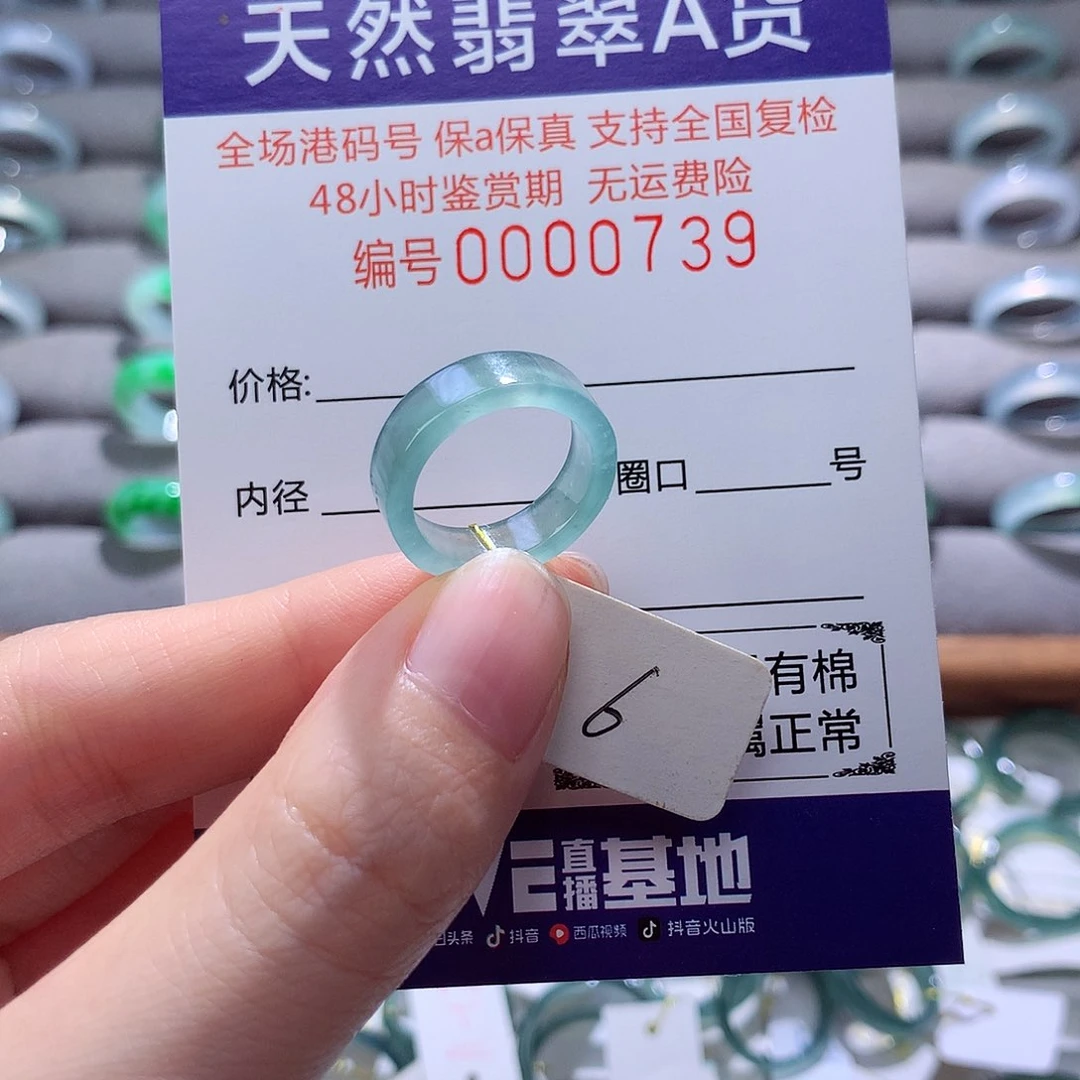 天然翡翠A货
全场港码号 保a保真 支持全国复检
48小时鉴赏期 无运费险
编号0000739
价格:
内径 圈口 号
有棉
属正常
6
直播基地
头条 抖音 西瓜视频 抖音火山版